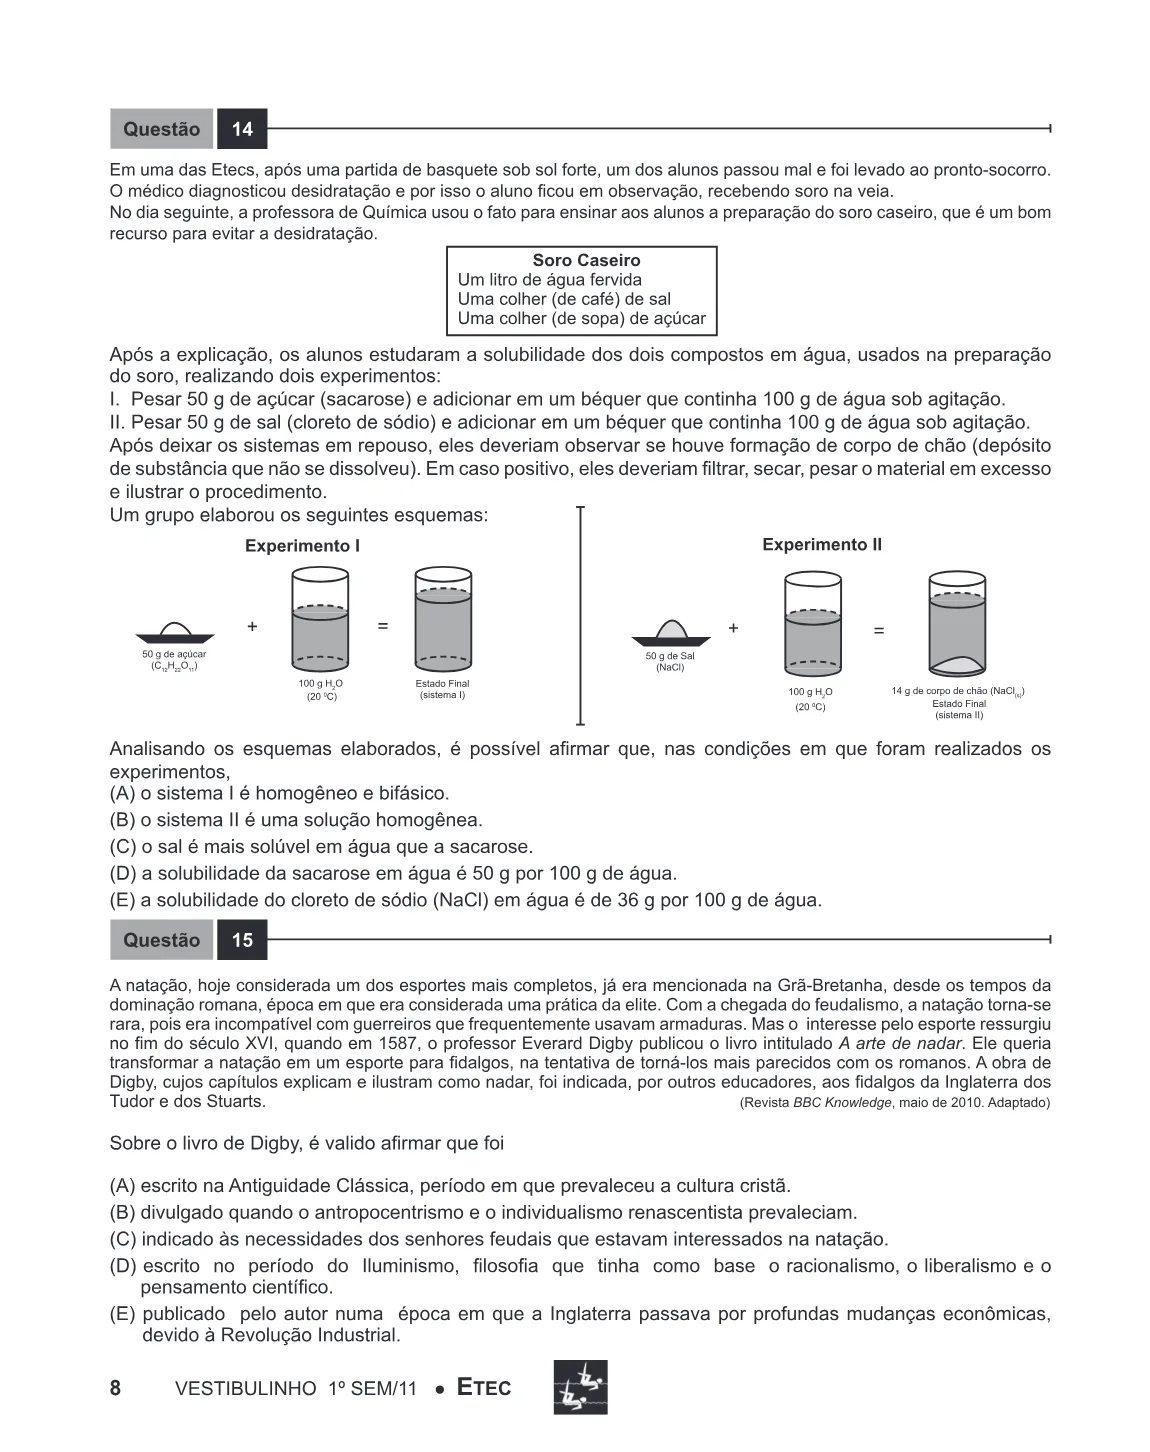 Questão 14
Em uma das Etecs, após uma partida de basquete sob sol forte, um dos alunos passou mal e foi levado ao pronto-socorro.
O médico diagnosticou desidratação e por isso o aluno ficou em observação, recebendo soro na veia.
No dia seguinte, a professora de Química usou o fato para ensinar aos alunos a preparação do soro caseiro, que é um bom
recurso para evitar a desidratação.
Soro Caseiro
Um litro de água fervida
Uma colher (de café) de sal
Uma colher (de sopa) de açúcar
Após a explicação, os alunos estudaram a solubilidade dos dois compostos em água, usados na preparação
do soro, realizando dois experimentos:
I. Pesar 50 g de açúcar (sacarose) e adicionar em um béquer que continha 100 g de água sob agitação.
II. Pesar 50 g de sal (cloreto de sódio) e adicionar em um béquer que continha 100 g de água sob agitação.
Após deixar os sistemas em repouso, eles deveriam observar se houve formação de corpo de chão (depósito
de substância que não se dissolveu). Em caso positivo, eles deveriam filtrar, secar, pesar o material em excesso
e ilustrar o procedimento.
Um grupo elaborou os seguintes esquemas:
Experimento I
+
=
50 g de açúcar
(C₁₂H₂₂O₁₁)
100 g H₂O
(20 ⁰C)
Estado Final
(sistema I)
Experimento II
+
=
50 g de Sal
(NaCl)
100 g H₂O
(20 ⁰C)
14 g de corpo de chão (NaCl₍ₛ₎)
Estado Final
(sistema II)
Analisando os esquemas elaborados, é possível afirmar que, nas condições em que foram realizados os
experimentos,
(A) o sistema I é homogêneo e bifásico.
(B) o sistema II é uma solução homogênea.
(C) o sal é mais solúvel em água que a sacarose.
(D) a solubilidade da sacarose em água é 50 g por 100 g de água.
(E) a solubilidade do cloreto de sódio (NaCl) em água é de 36 g por 100 g de água.
Questão 15
A natação, hoje considerada um dos esportes mais completos, já era mencionada na Grã-Bretanha, desde os tempos da
dominação romana, época em que era considerada uma prática da elite. Com a chegada do feudalismo, a natação torna-se
rara, pois era incompatível com guerreiros que frequentemente usavam armaduras. Mas o interesse pelo esporte ressurgiu
no fim do século XVI, quando em 1587, o professor Everard Digby publicou o livro intitulado A arte de nadar. Ele queria
transformar a natação em um esporte para fidalgos, na tentativa de torná-los mais parecidos com os romanos. A obra de
Digby, cujos capítulos explicam e ilustram como nadar, foi indicada, por outros educadores, aos fidalgos da Inglaterra dos
Tudor e dos Stuarts.
(Revista BBC Knowledge, maio de 2010. Adaptado)
Sobre o livro de Digby, é valido afirmar que foi
(A) escrito na Antiguidade Clássica, período em que prevaleceu a cultura cristã.
(B) divulgado quando o antropocentrismo e o individualismo renascentista prevaleciam.
(C) indicado às necessidades dos senhores feudais que estavam interessados na natação.
(D) escrito no período do Iluminismo, filosofia que tinha como base o racionalismo, o liberalismo e o
pensamento científico.
(E) publicado pelo autor numa época em que a Inglaterra passava por profundas mudanças econômicas,
devido à Revolução Industrial.
8 VESTIBULINHO 1º SEM/11 • ETEC